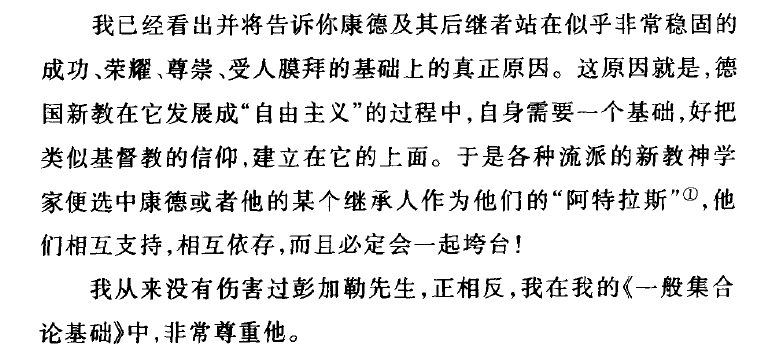 我已经看出并将告诉你康德及其后继者站在似乎非常稳固的
成功、荣耀、尊崇、受人膜拜的基础上的真正原因。这原因就是,德
国新教在它发展成“自由主义”的过程中,自身需要一个基础,好把
类似基督教的信仰,建立在它的上面。于是各种流派的新教神学
家便选中康德或者他的某个继承人作为他们的“阿特拉斯”①,他
们相互支持,相互依存,而且必定会一起垮台!
我从来没有伤害过彭加勒先生,正相反,我在我的《一般集合
论基础》中,非常尊重他。